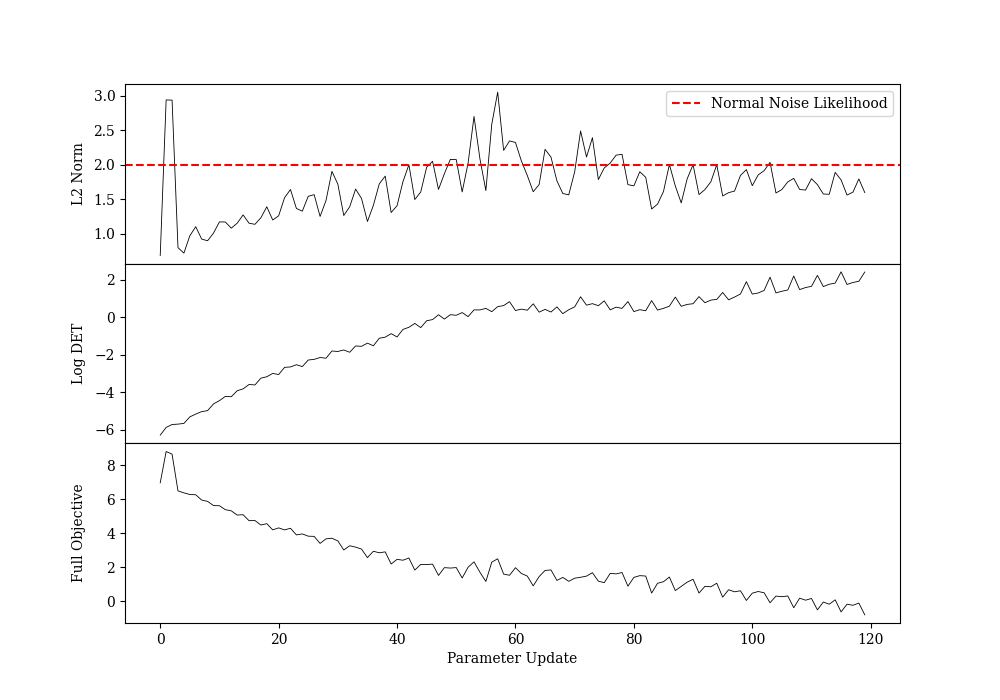 Normal Noise Likelihood
L2 Norm
3.0
2.5
2.0
1.5
1.0
Log DET
2
0
−2
−4
−6
Full Objective
8
6
4
2
0
0 20 40 60 80 100 120
Parameter Update